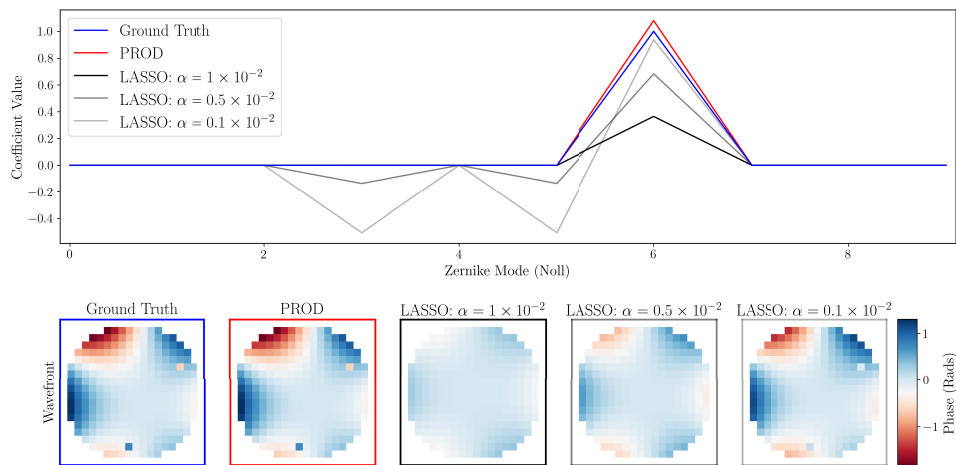 Coefficient Value
1.0
0.8
0.6
0.4
0.2
0.0
−0.2
−0.4
Ground Truth
PROD
LASSO: α = 1 × 10⁻²
LASSO: α = 0.5 × 10⁻²
LASSO: α = 0.1 × 10⁻²
0 2 4 6 8
Zernike Mode (Noll)
Ground Truth PROD LASSO: α = 1 × 10⁻² LASSO: α = 0.5 × 10⁻² LASSO: α = 0.1 × 10⁻²
Wavefront
1
0
−1
Phase (Rads)